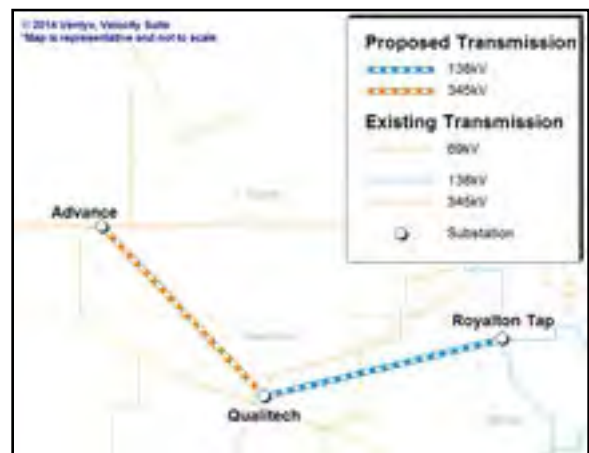 © 2014 Ventyx, Velocity Suite
*Map is representative and not to scale
Proposed Transmission
138kV
345kV
Existing Transmission
69kV
138kV
345kV
Substation
Advance
Royalton Tap
Qualitech